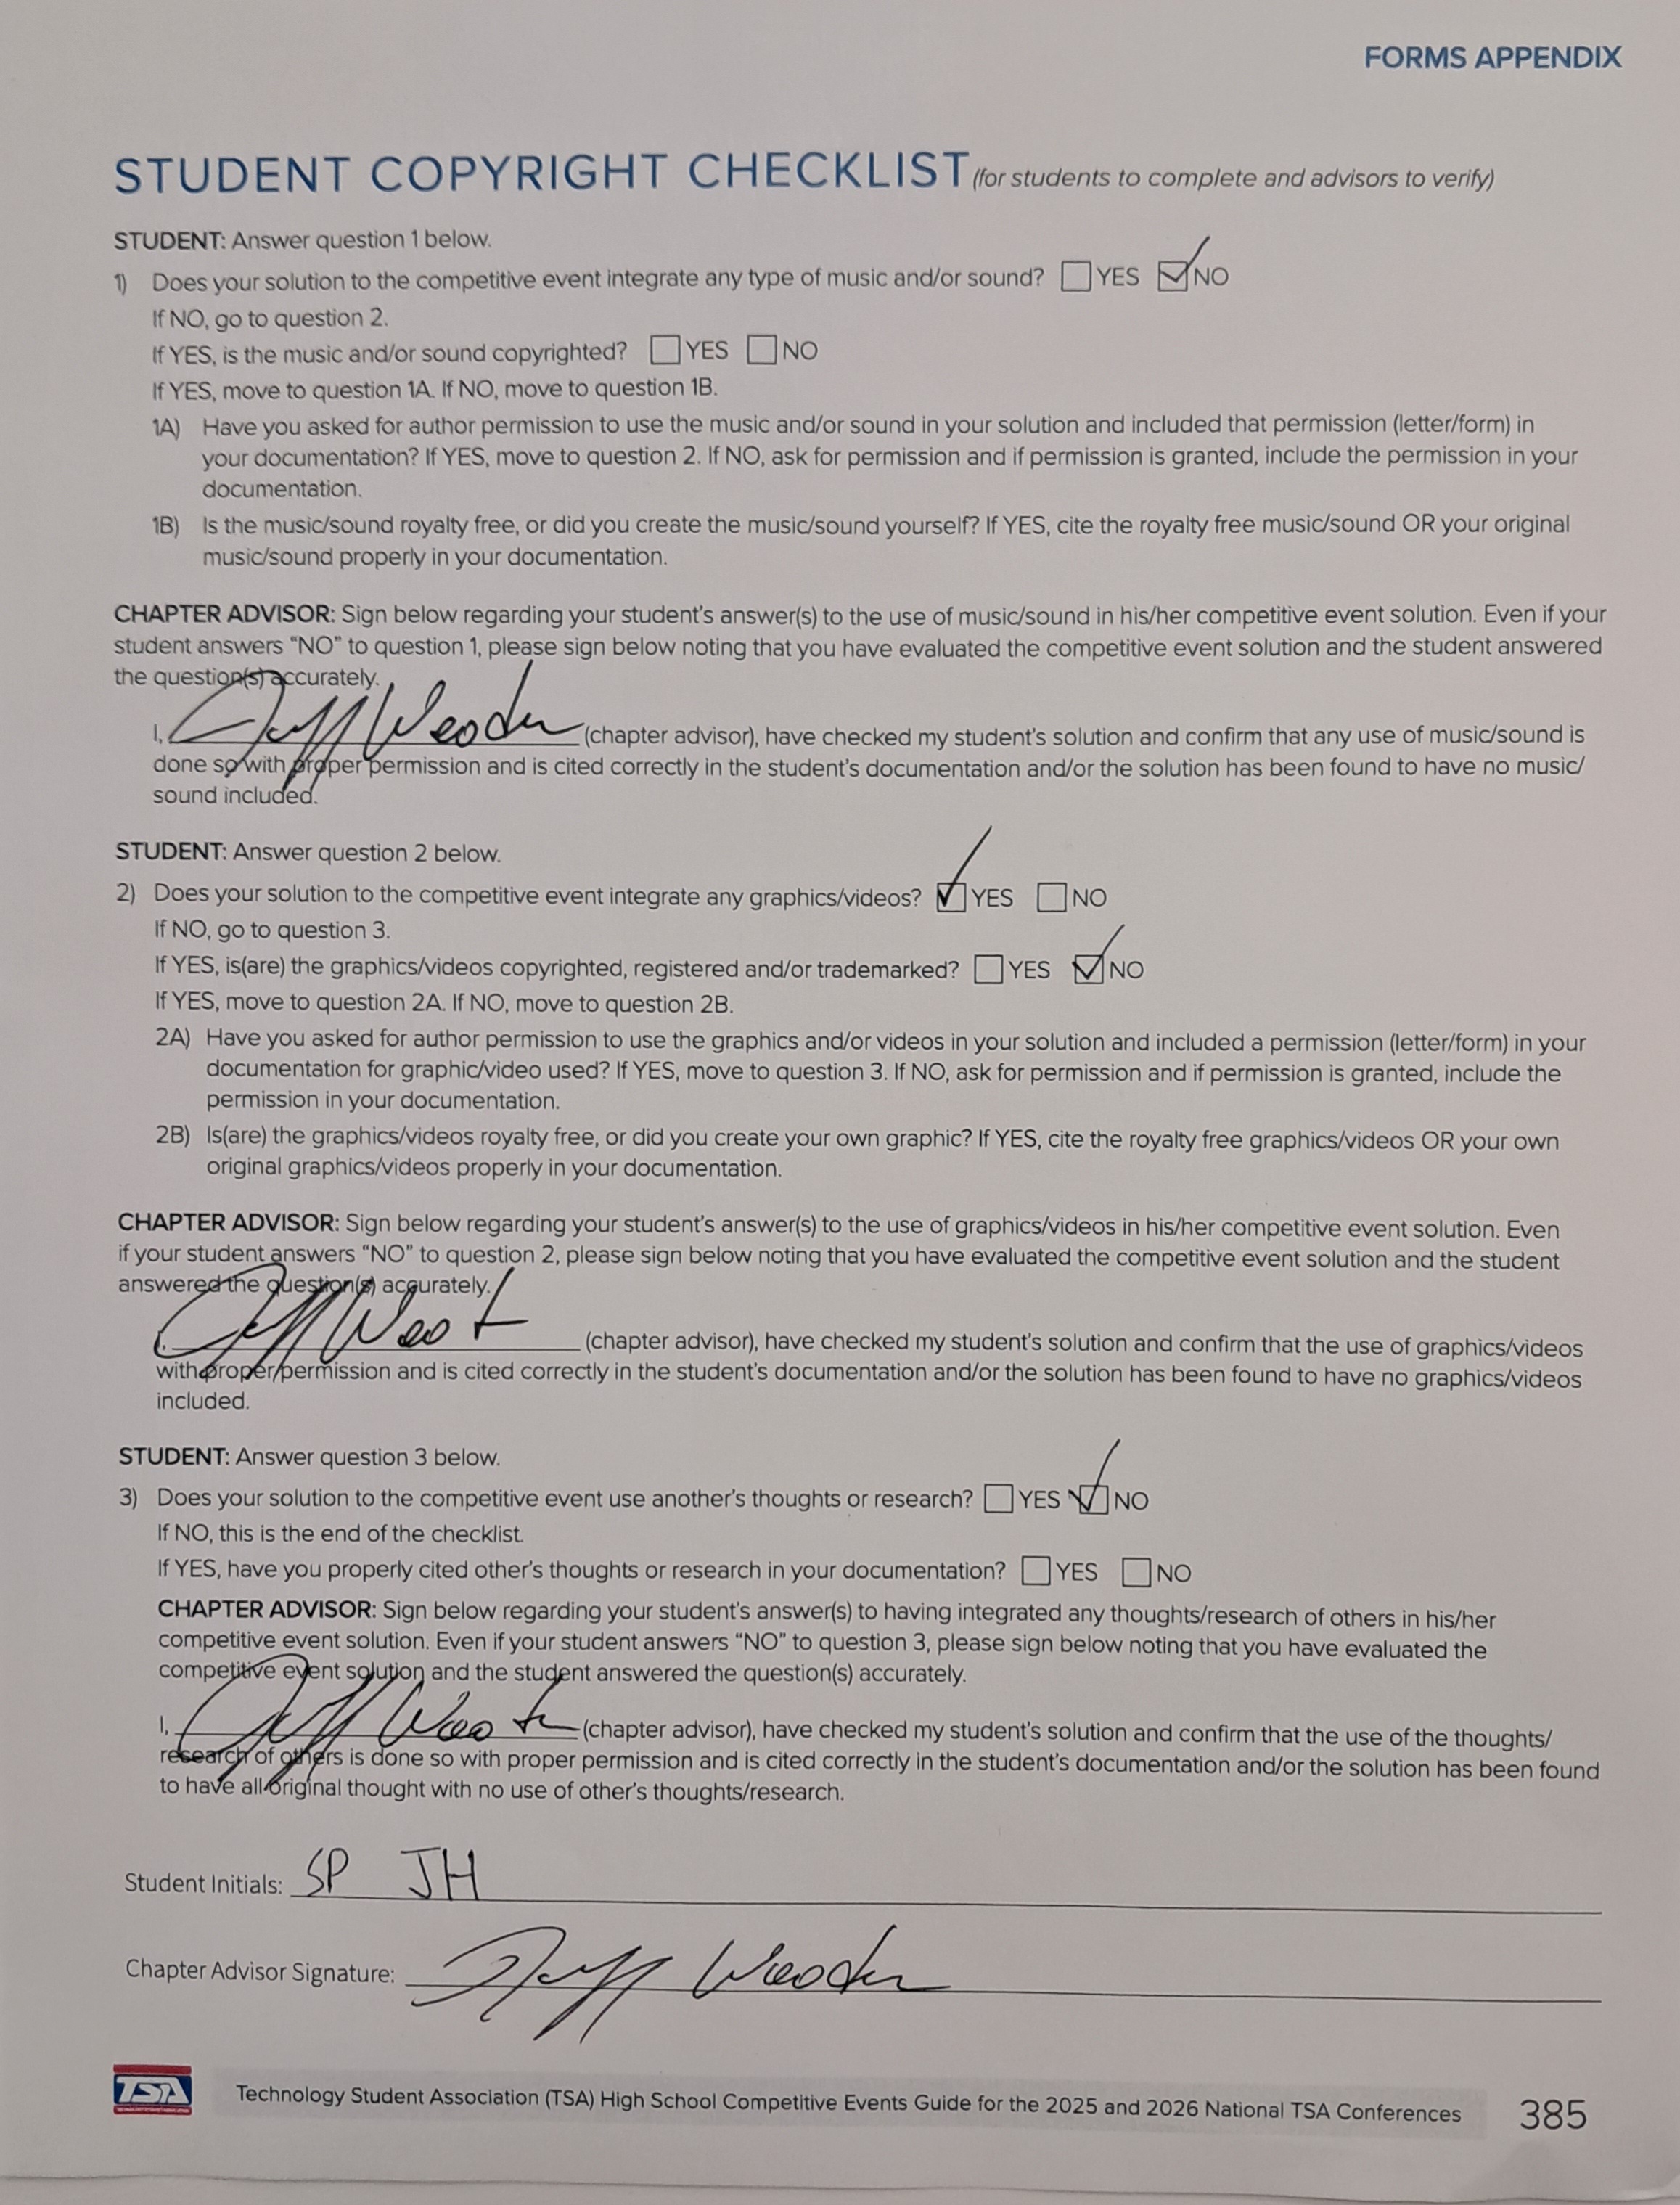 FORMS APPENDIX
STUDENT COPYRIGHT CHECKLIST (for students to complete and advisors to verify)
STUDENT: Answer question 1 below.
1) Does your solution to the competitive event integrate any type of music and/or sound? YES NO
If NO, go to question 2.
If YES, is the music and/or sound copyrighted? YES NO
If YES, move to question 1A. If NO, move to question 1B.
1A) Have you asked for author permission to use the music and/or sound in your solution and included that permission (letter/form) in
your documentation? If YES, move to question 2. If NO, ask for permission and if permission is granted, include the permission in your
documentation.
1B) Is the music/sound royalty free, or did you create the music/sound yourself? If YES, cite the royalty free music/sound OR your original
music/sound properly in your documentation.
CHAPTER ADVISOR: Sign below regarding your student's answer(s) to the use of music/sound in his/her competitive event solution. Even if your
student answers "NO" to question 1, please sign below noting that you have evaluated the competitive event solution and the student answered
the question(s) accurately.
I, Jeff (chapter advisor), have checked my student's solution and confirm that any use of music/sound is
done so with proper permission and is cited correctly in the student's documentation and/or the solution has been found to have no music/
sound included.
STUDENT: Answer question 2 below.
2) Does your solution to the competitive event integrate any graphics/videos? YES NO
If NO, go to question 3.
If YES, is(are) the graphics/videos copyrighted, registered and/or trademarked? YES NO
If YES, move to question 2A. If NO, move to question 2B.
2A) Have you asked for author permission to use the graphics and/or videos in your solution and included a permission (letter/form) in your
documentation for graphic/video used? If YES, move to question 3. If NO, ask for permission and if permission is granted, include the
permission in your documentation.
2B) Is(are) the graphics/videos royalty free, or did you create your own graphic? If YES, cite the royalty free graphics/videos OR your own
original graphics/videos properly in your documentation.
CHAPTER ADVISOR: Sign below regarding your student's answer(s) to the use of graphics/videos in his/her competitive event solution. Even
if your student answers "NO" to question 2, please sign below noting that you have evaluated the competitive event solution and the student
answered the question(s) accurately.
I, Jeff (chapter advisor), have checked my student's solution and confirm that the use of graphics/videos
with proper permission and is cited correctly in the student's documentation and/or the solution has been found to have no graphics/videos
included.
STUDENT: Answer question 3 below.
3) Does your solution to the competitive event use another's thoughts or research? YES NO
If NO, this is the end of the checklist.
If YES, have you properly cited other's thoughts or research in your documentation? YES NO
CHAPTER ADVISOR: Sign below regarding your student's answer(s) to having integrated any thoughts/research of others in his/her
competitive event solution. Even if your student answers "NO" to question 3, please sign below noting that you have evaluated the
competitive event solution and the student answered the question(s) accurately.
I, Jeff (chapter advisor), have checked my student's solution and confirm that the use of the thoughts/
research of others is done so with proper permission and is cited correctly in the student's documentation and/or the solution has been found
to have all original thought with no use of other's thoughts/research.
Student Initials: SP JH
Chapter Advisor Signature: Jeff
TSA Technology Student Association (TSA) High School Competitive Events Guide for the 2025 and 2026 National TSA Conferences 385